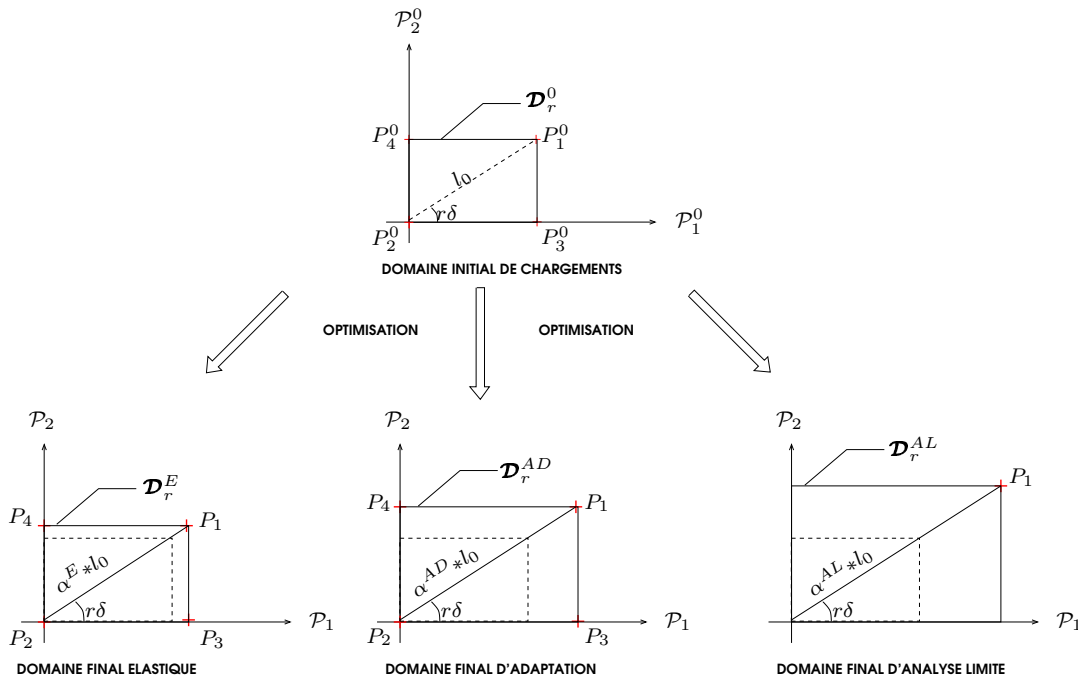 𝒫₂⁰
𝓓ᵣ⁰
P₄⁰
P₁⁰
l₀
rδ
P₂⁰
P₃⁰
𝒫₁⁰
DOMAINE INITIAL DE CHARGEMENTS
OPTIMISATION
OPTIMISATION
𝒫₂
𝓓ᵣᴱ
P₄
P₁
αᴱ*l₀
rδ
P₂
P₃
𝒫₁
DOMAINE FINAL ELASTIQUE
𝒫₂
𝓓ᵣᴬᴰ
P₄
P₁
αᴬᴰ*l₀
rδ
P₂
P₃
𝒫₁
DOMAINE FINAL D'ADAPTATION
𝒫₂
𝓓ᵣᴬᴸ
P₁
αᴬᴸ*l₀
rδ
𝒫₁
DOMAINE FINAL D'ANALYSE LIMITE